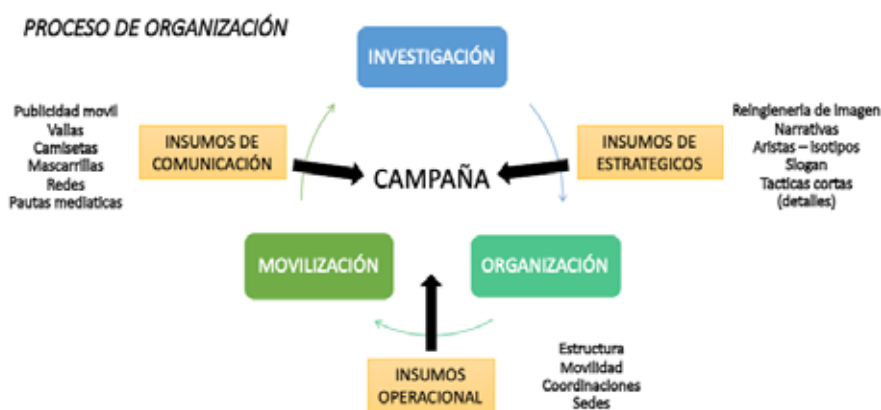 PROCESO DE ORGANIZACIÓN
INVESTIGACIÓN
Publicidad movil
Vallas
Camisetas
Mascarrillas
Redes
Pautas mediaticas
INSUMOS DE
COMUNICACIÓN
CAMPAÑA
INSUMOS DE
ESTRATEGICOS
Reingieneria de imagen
Narrativas
Aristas – isotipos
Slogan
Tacticas cortas
(detalles)
MOVILIZACIÓN
ORGANIZACIÓN
INSUMOS
OPERACIONAL
Estructura
Movilidad
Coordinaciones
Sedes